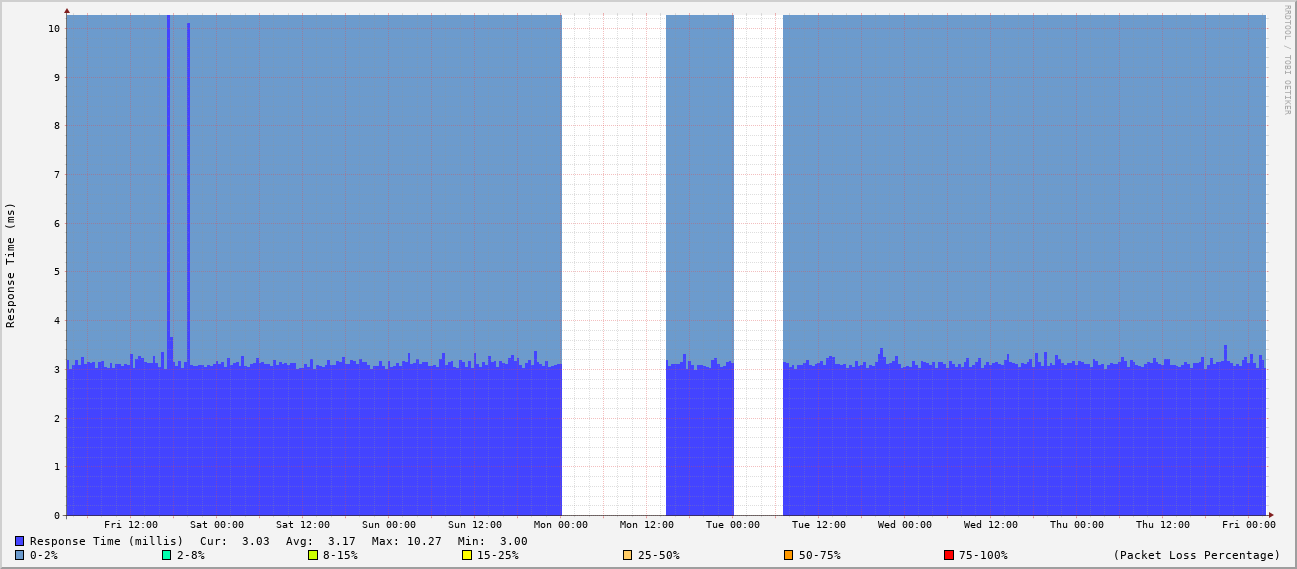 RRDTOOL / TOBI OETIKER
Response Time (ms)
10
9
8
7
6
5
4
3
2
1
0
Fri 12:00 Sat 00:00 Sat 12:00 Sun 00:00 Sun 12:00 Mon 00:00 Mon 12:00 Tue 00:00 Tue 12:00 Wed 00:00 Wed 12:00 Thu 00:00 Thu 12:00 Fri 00:00
Response Time (millis) Cur: 3.03 Avg: 3.17 Max: 10.27 Min: 3.00
0-2% 2-8% 8-15% 15-25% 25-50% 50-75% 75-100% (Packet Loss Percentage)